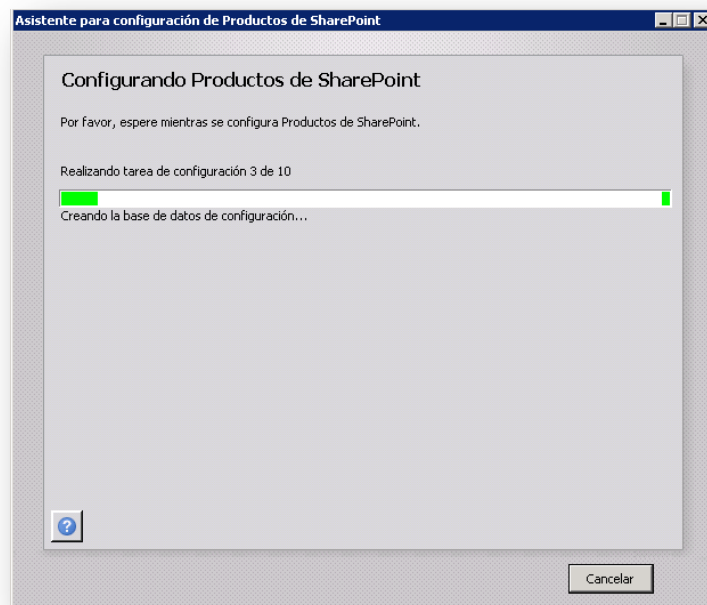 Asistente para configuración de Productos de SharePoint
Configurando Productos de SharePoint
Por favor, espere mientras se configura Productos de SharePoint.
Realizando tarea de configuración 3 de 10
Creando la base de datos de configuración...
?
Cancelar